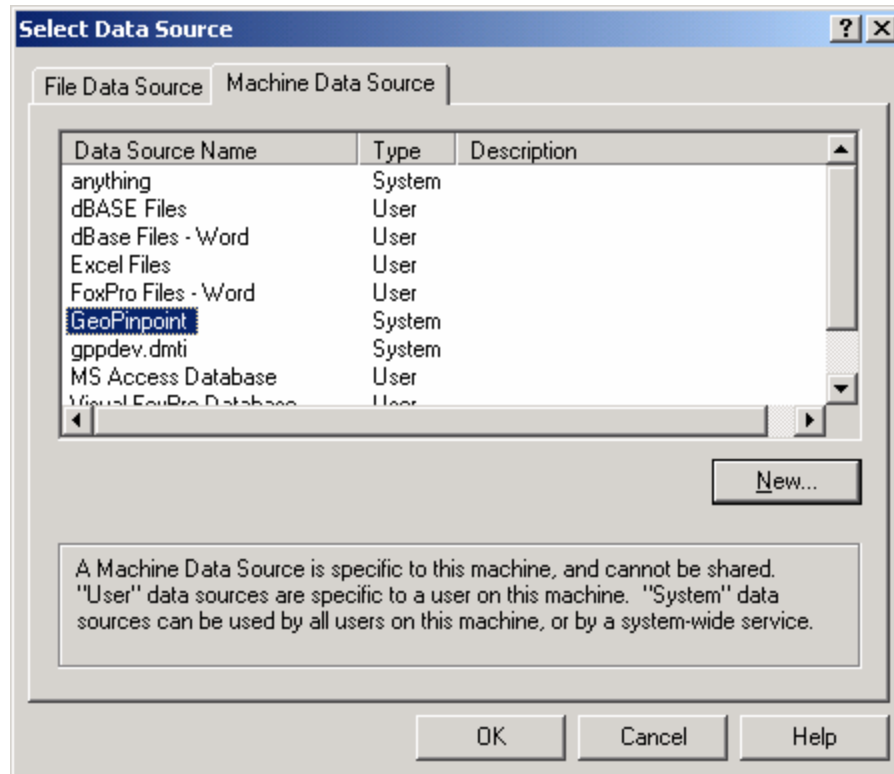 Select Data Source
File Data Source Machine Data Source
Data Source Name Type Description
anything System
dBASE Files User
dBase Files - Word User
Excel Files User
FoxPro Files - Word User
GeoPinpoint System
gppdev.dmti System
MS Access Database User
Visual FoxPro Database User
New...
A Machine Data Source is specific to this machine, and cannot be shared.
"User" data sources are specific to a user on this machine. "System" data
sources can be used by all users on this machine, or by a system-wide service.
OK Cancel Help